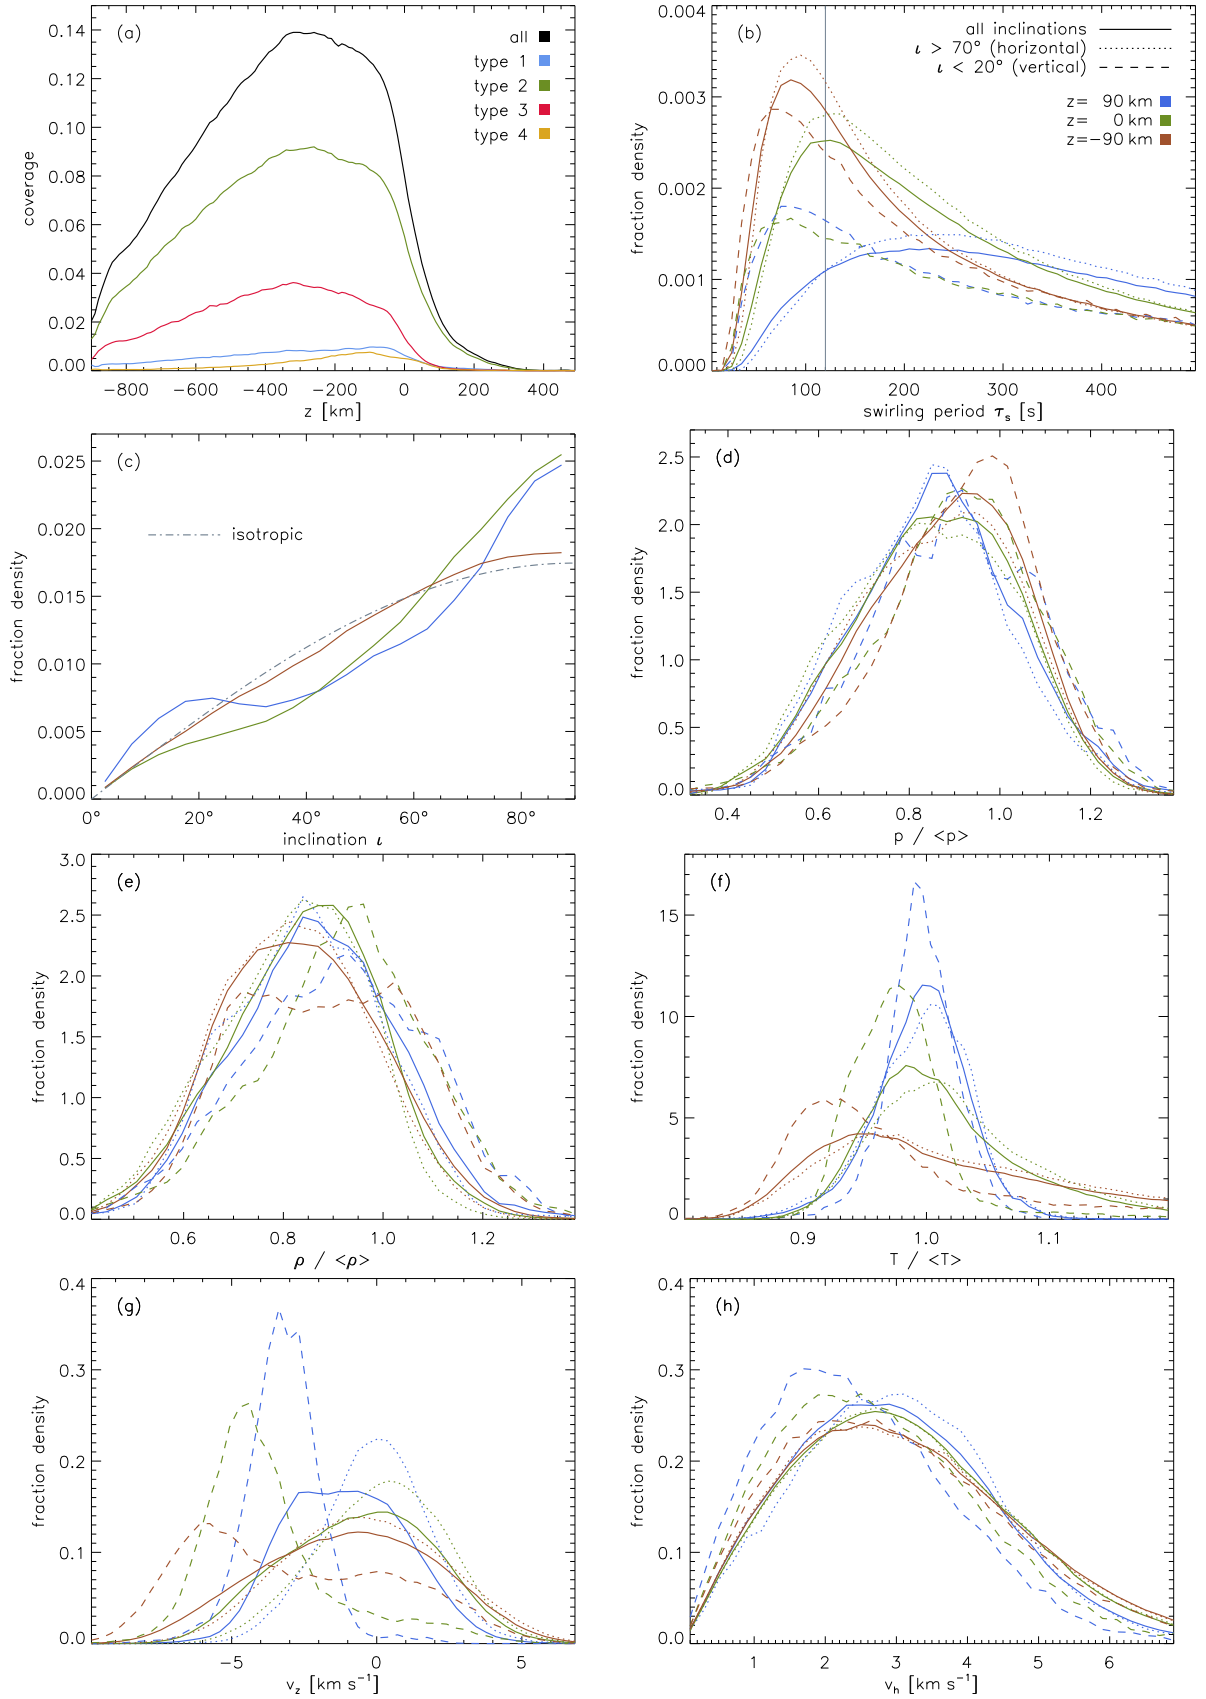 (a)
all
type 1
type 2
type 3
type 4
0.14
0.12
0.10
0.08
0.06
0.04
0.02
0.00
coverage
−800 −600 −400 −200 0 200 400
z [km]
(b)
all inclinations
ι > 70° (horizontal)
ι < 20° (vertical)
z= 90 km
z= 0 km
z=−90 km
0.004
0.003
0.002
0.001
0.000
fraction density
100 200 300 400
swirling period τs [s]
(c)
isotropic
0.025
0.020
0.015
0.010
0.005
0.000
fraction density
0° 20° 40° 60° 80°
inclination ι
(d)
2.5
2.0
1.5
1.0
0.5
0.0
fraction density
0.4 0.6 0.8 1.0 1.2
p / <p>
(e)
3.0
2.5
2.0
1.5
1.0
0.5
0.0
fraction density
0.6 0.8 1.0 1.2
ρ / <ρ>
(f)
15
10
5
0
fraction density
0.9 1.0 1.1
T / <T>
(g)
0.4
0.3
0.2
0.1
0.0
fraction density
−5 0 5
vz [km s⁻¹]
(h)
0.4
0.3
0.2
0.1
0.0
fraction density
1 2 3 4 5 6
vh [km s⁻¹]